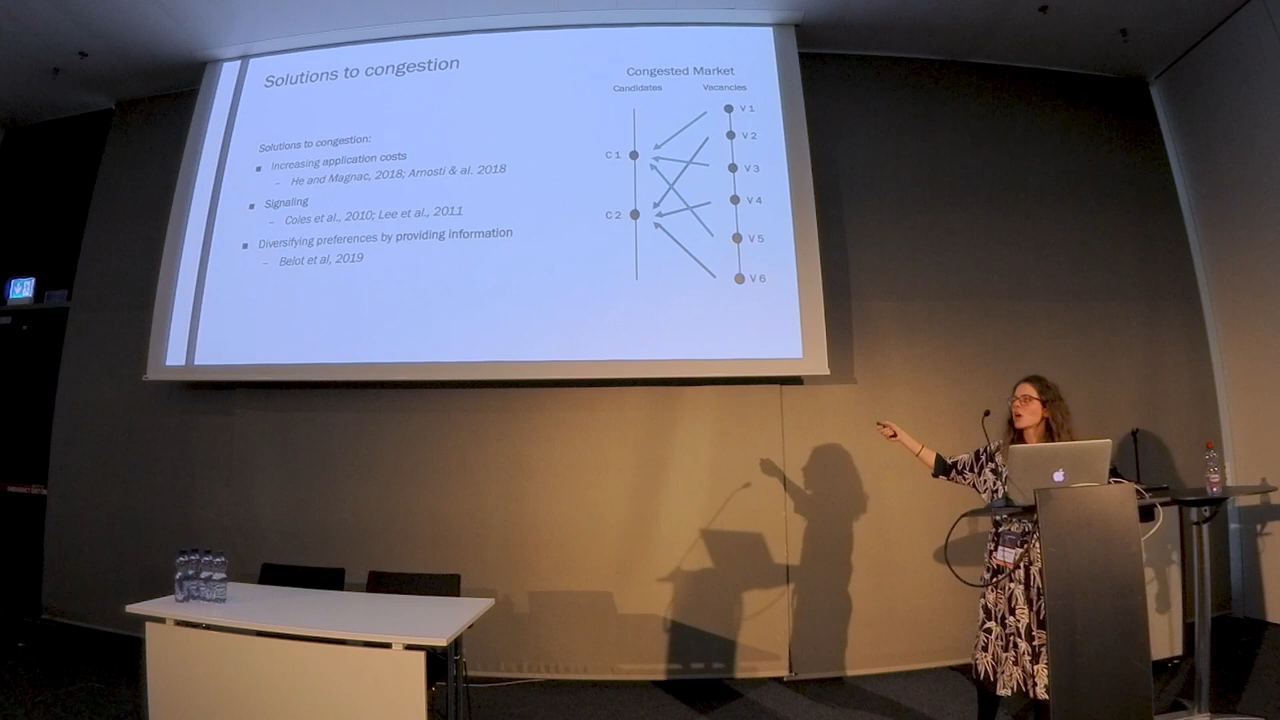 Solutions to congestion
Solutions to congestion:
Increasing application costs
– He and Magnac, 2018; Arnosti & al. 2018
Signaling
– Coles et al., 2010; Lee et al., 2011
Diversifying preferences by providing information
– Belot et al, 2019
Congested Market
Candidates Vacancies
C 1
C 2
V 1
V 2
V 3
V 4
V 5
V 6